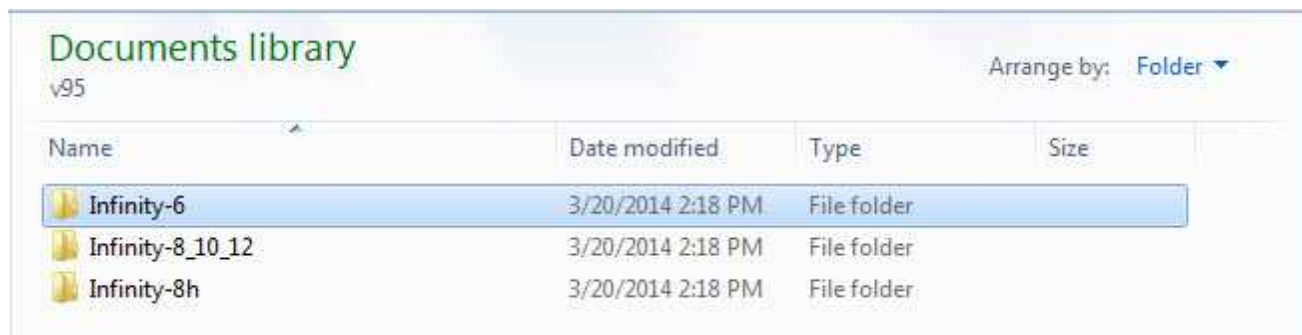 Documents library
v95
Arrange by: Folder
Name Date modified Type Size
Infinity-6 3/20/2014 2:18 PM File folder
Infinity-8_10_12 3/20/2014 2:18 PM File folder
Infinity-8h 3/20/2014 2:18 PM File folder